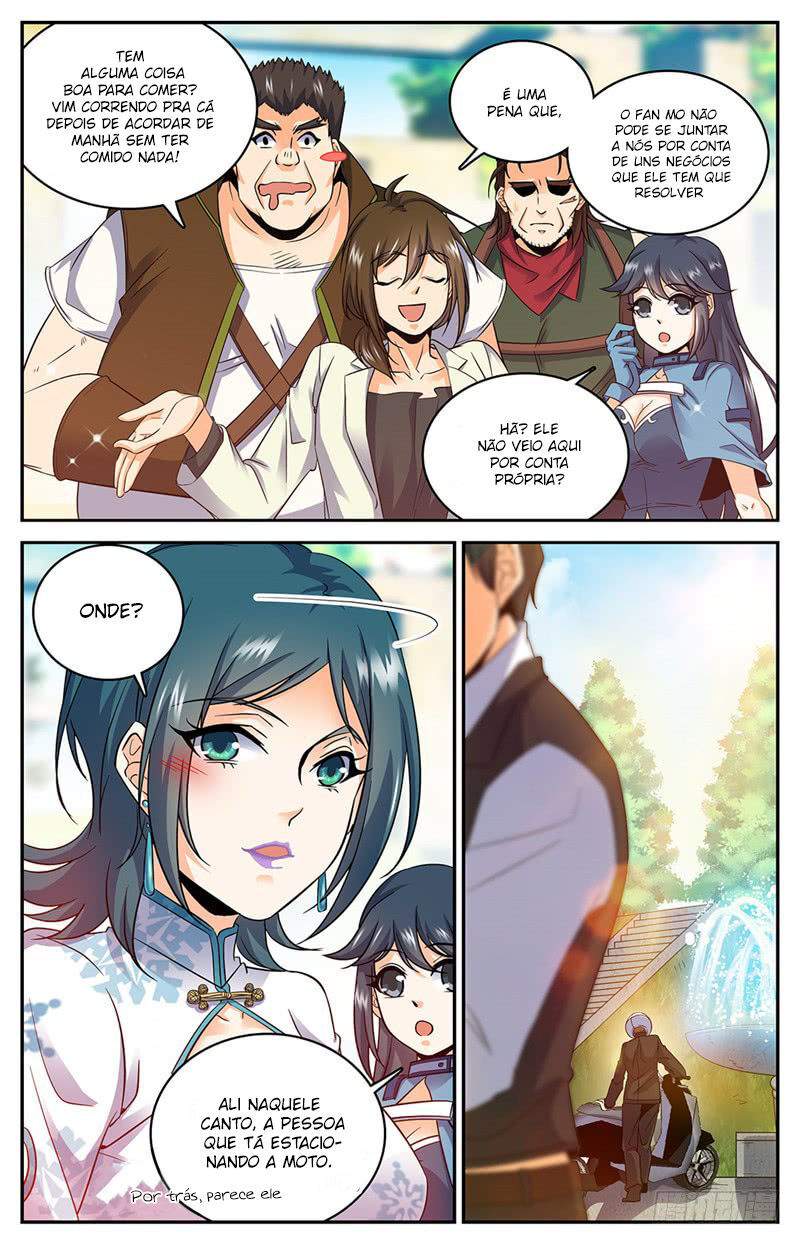 TEM
ALGUMA COISA
BOA PARA COMER?
VIM CORRENDO PRA CÁ
DEPOIS DE ACORDAR DE
MANHÃ SEM TER
COMIDO NADA!
É UMA
PENA QUE,
O FAN MO NÃO
PODE SE JUNTAR
A NÓS POR CONTA
DE UNS NEGÓCIOS
QUE ELE TEM QUE
RESOLVER
HÃ? ELE
NÃO VEIO AQUI
POR CONTA
PRÓPRIA?
ONDE?
ALI NAQUELE
CANTO, A PESSOA
QUE TÁ ESTACIO-
NANDO A MOTO.
Por trás, parece ele